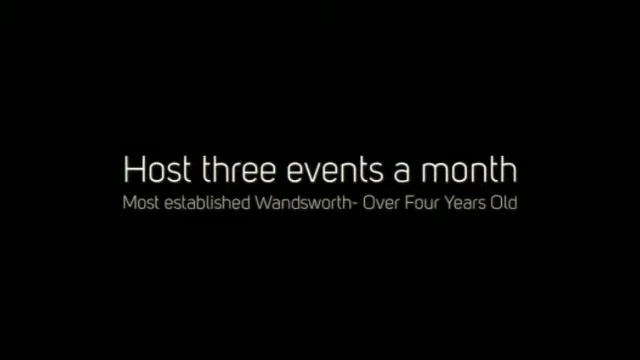 Host three events a month
Most established Wandsworth- Over Four Years Old